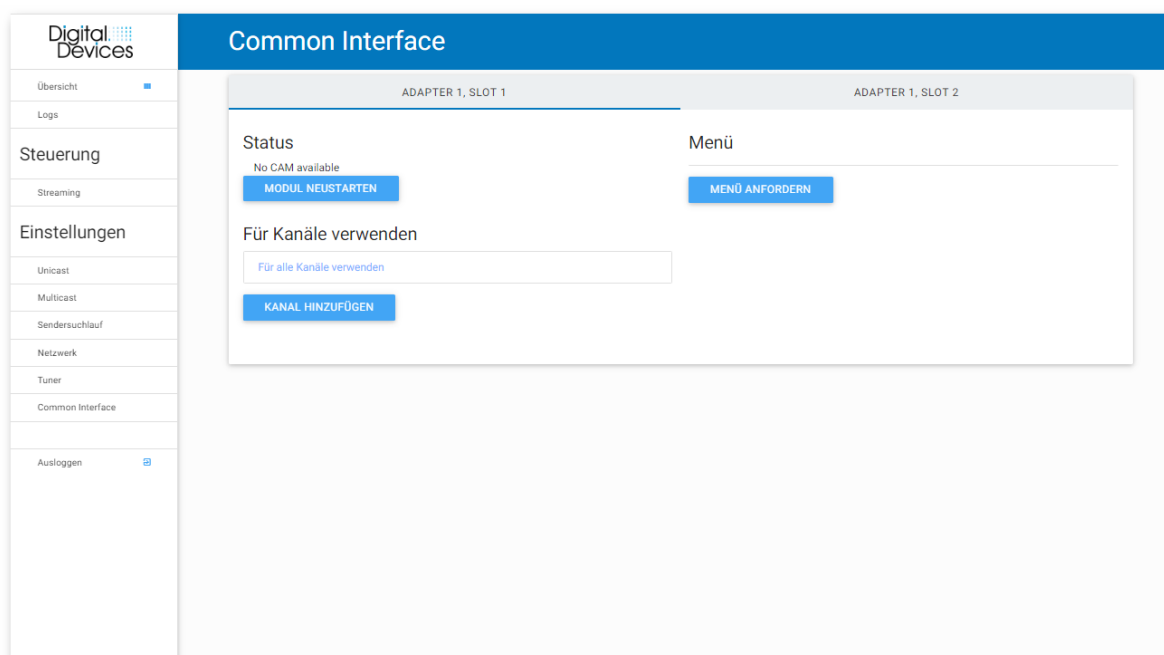 Digital
Devices
Common Interface
Übersicht
Logs
Steuerung
Streaming
Einstellungen
Unicast
Multicast
Sendersuchlauf
Netzwerk
Tuner
Common Interface
Ausloggen
ADAPTER 1, SLOT 1
ADAPTER 1, SLOT 2
Status
No CAM available
MODUL NEUSTARTEN
Für Kanäle verwenden
Für alle Kanäle verwenden
KANAL HINZUFÜGEN
Menü
MENÜ ANFORDERN